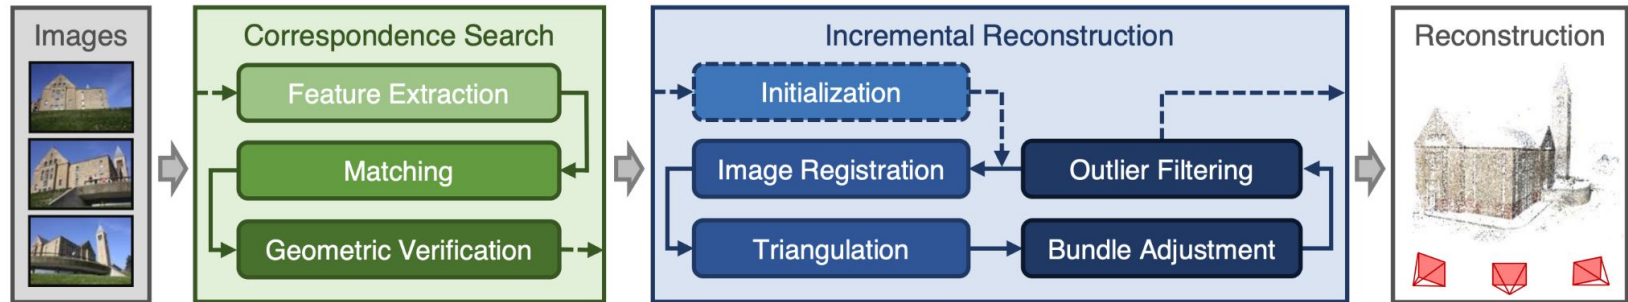 Images
Correspondence Search
Feature Extraction
Matching
Geometric Verification
Incremental Reconstruction
Initialization
Image Registration
Triangulation
Outlier Filtering
Bundle Adjustment
Reconstruction